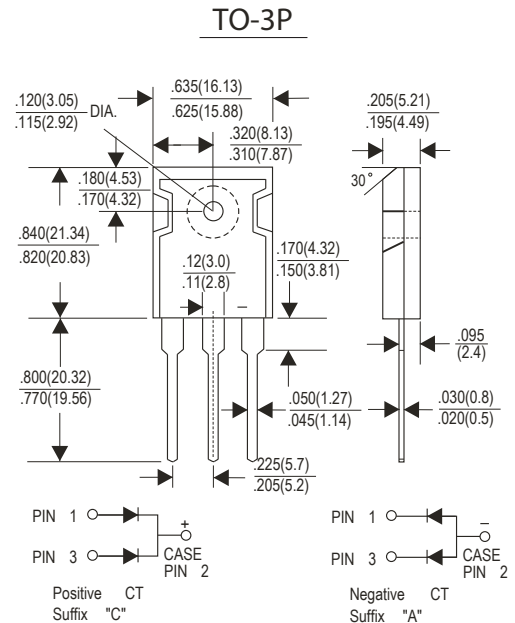 TO-3P
.635(16.13)
.625(15.88)
.120(3.05)
.115(2.92)
DIA.
.205(5.21)
.195(4.49)
.320(8.13)
.310(7.87)
30°
.180(4.53)
.170(4.32)
.840(21.34)
.820(20.83)
.12(3.0)
.11(2.8)
.170(4.32)
.150(3.81)
.095
(2.4)
.800(20.32)
.770(19.56)
.050(1.27)
.045(1.14)
.030(0.8)
.020(0.5)
.225(5.7)
.205(5.2)
PIN 1
+
PIN 3
CASE
PIN 2
Positive CT
Suffix "C"
PIN 1
–
PIN 3
CASE
PIN 2
Negative CT
Suffix "A"